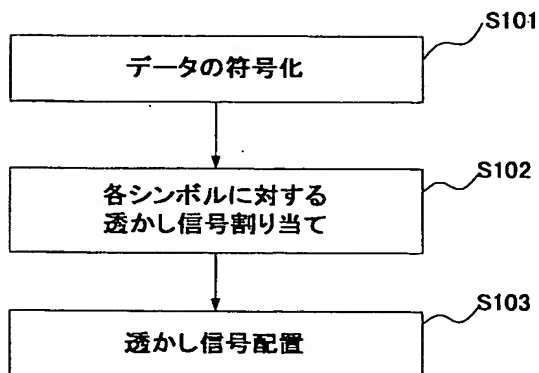 S101
データの符号化
S102
各シンボルに対する
透かし信号割り当て
S103
透かし信号配置